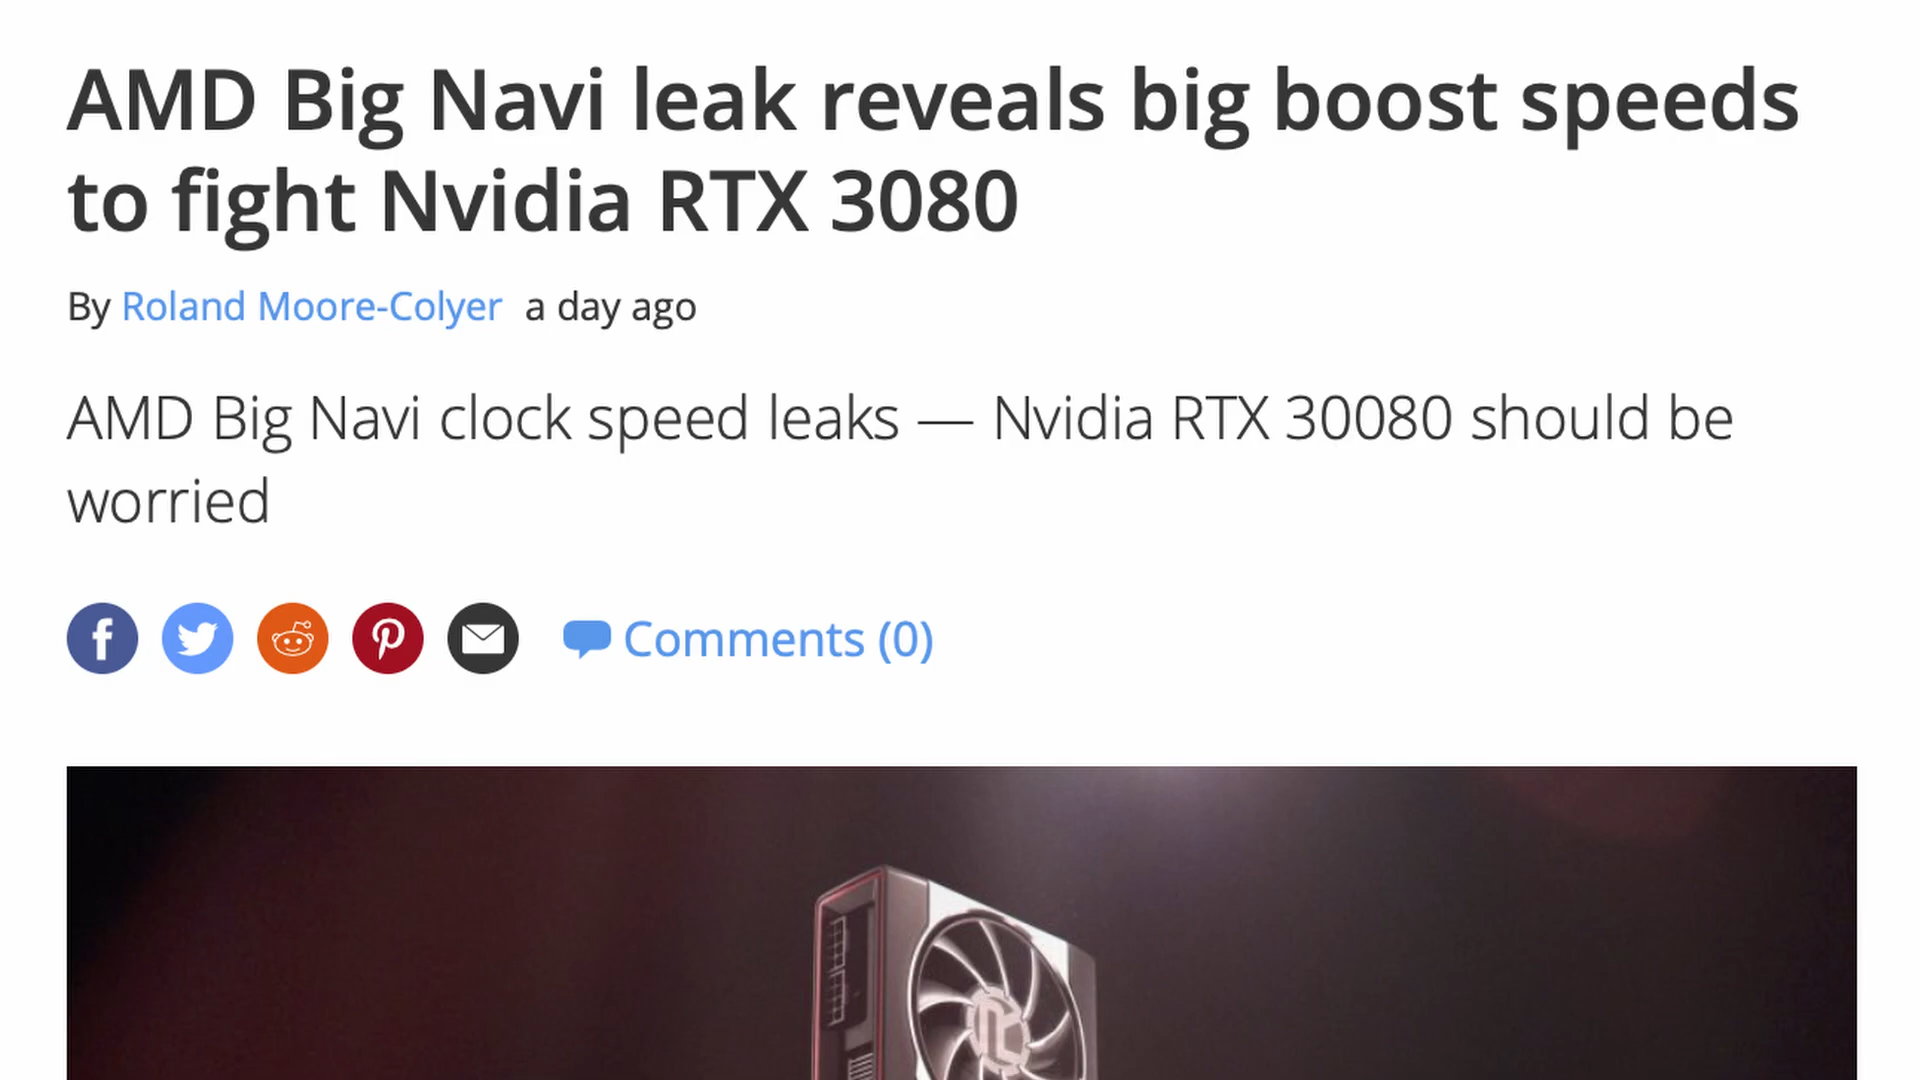 AMD Big Navi leak reveals big boost speeds
to fight Nvidia RTX 3080
By Roland Moore-Colyer a day ago
AMD Big Navi clock speed leaks — Nvidia RTX 30080 should be
worried
Comments (0)